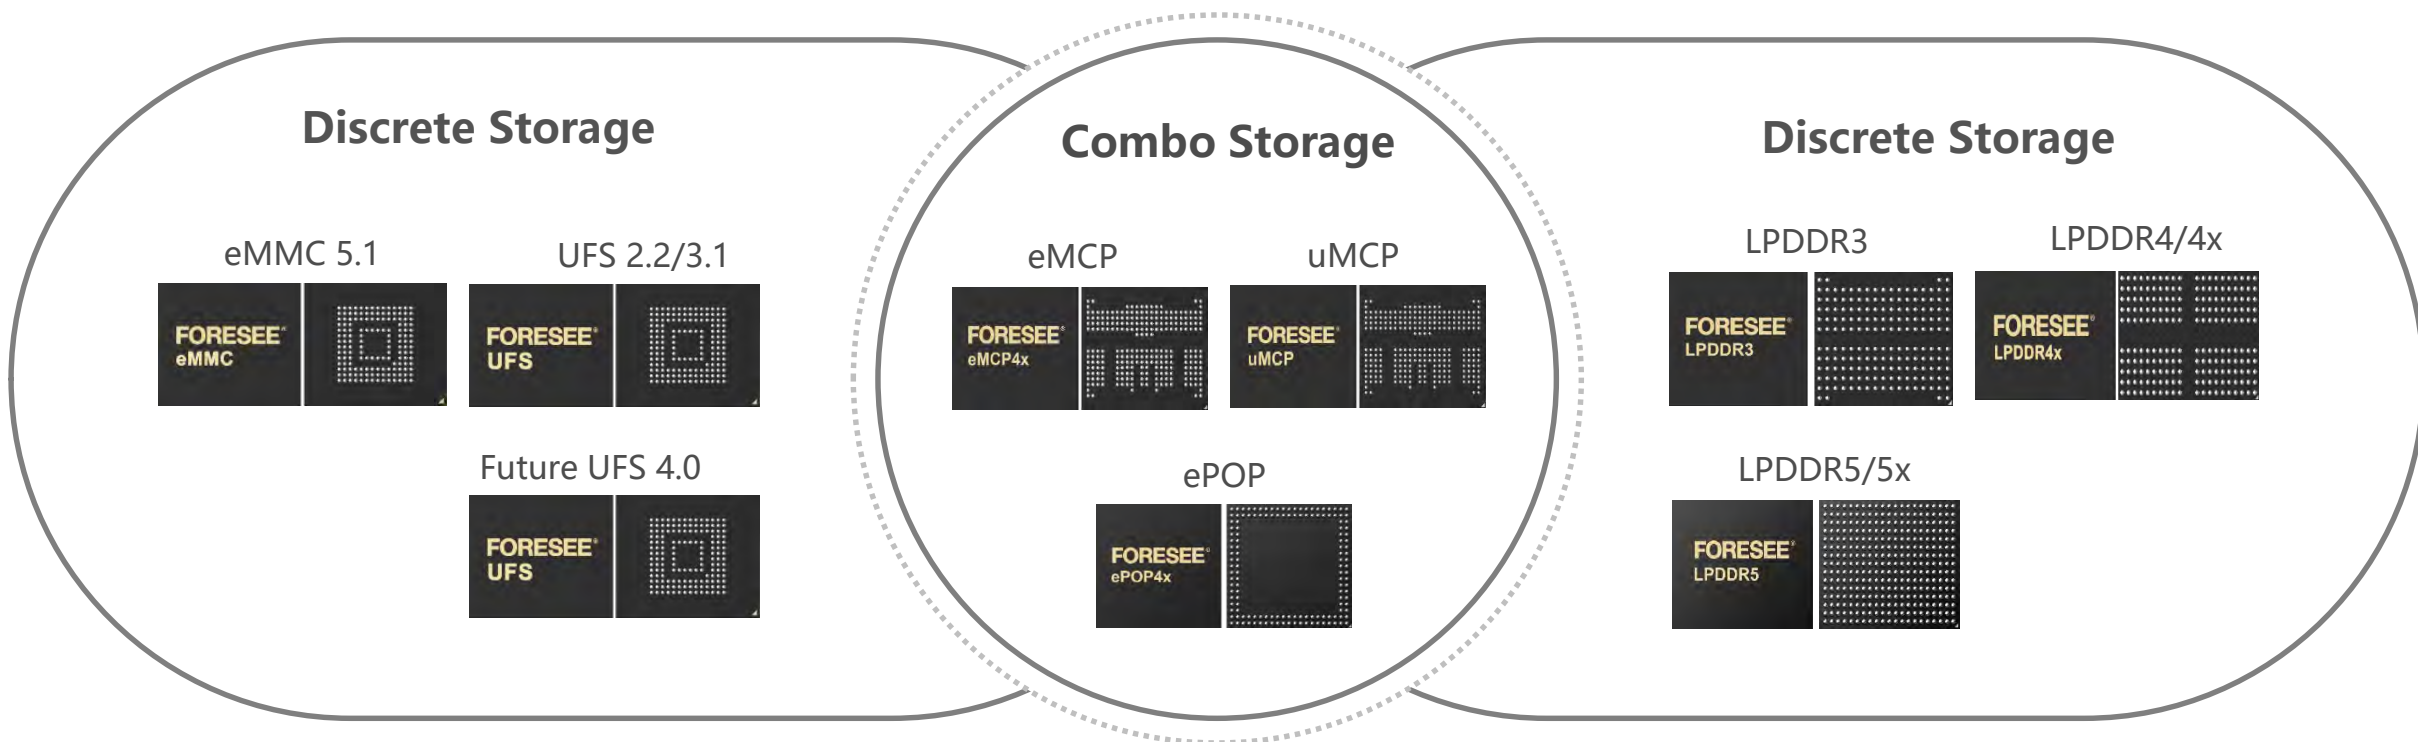 Discrete Storage
eMMC 5.1
UFS 2.2/3.1
FORESEE®
eMMC
FORESEE®
UFS
Future UFS 4.0
FORESEE®
UFS
Combo Storage
eMCP
uMCP
FORESEE®
eMCP4x
FORESEE®
uMCP
ePOP
FORESEE®
ePOP4x
Discrete Storage
LPDDR3
LPDDR4/4x
FORESEE®
LPDDR3
FORESEE®
LPDDR4x
LPDDR5/5x
FORESEE®
LPDDR5